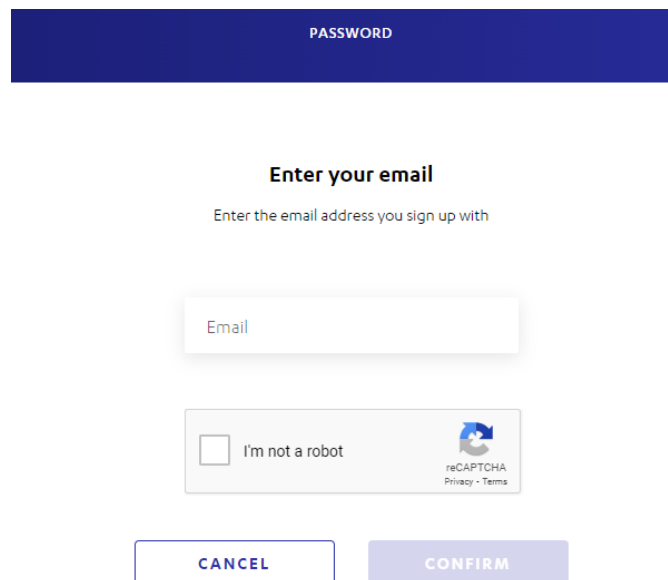 PASSWORD
Enter your email
Enter the email address you sign up with
Email
I'm not a robot
reCAPTCHA
Privacy - Terms
CANCEL
CONFIRM